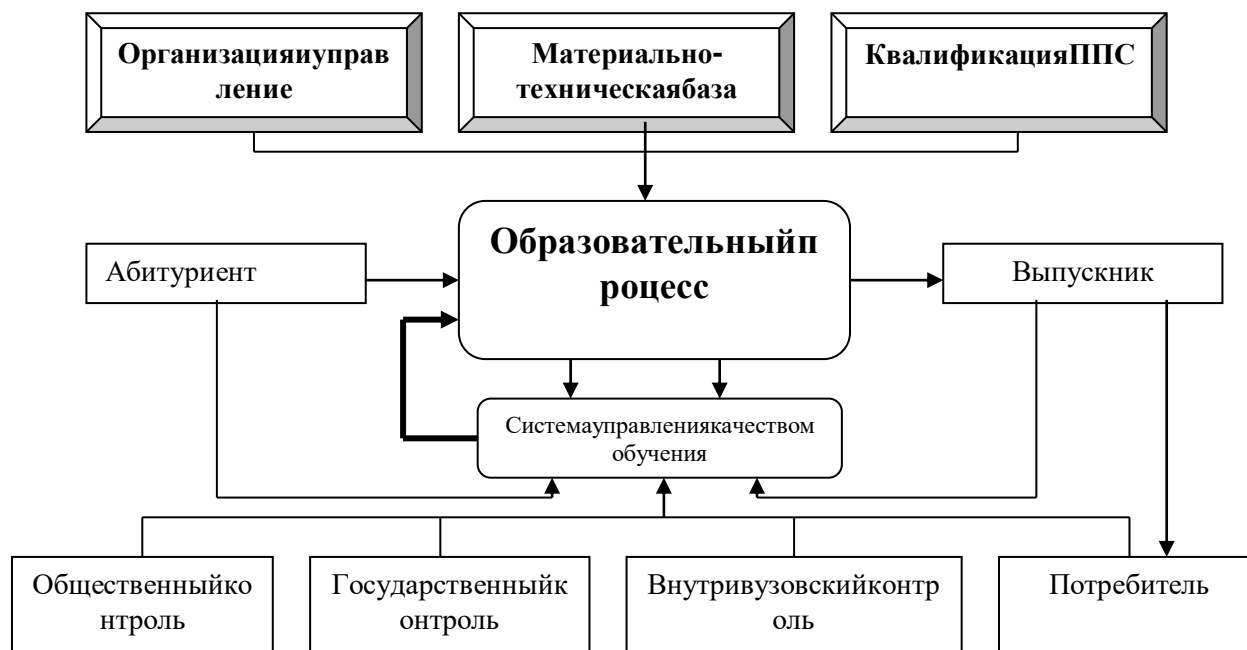 Организацияиуправ
ление
Материально-
техническаябаза
КвалификацияППС
Образовательныйп
роцесс
Абитуриент
Выпускник
Системауправлениякачеством
обучения
Общественныйко
нтроль
Государственныйк
онтроль
Внутривузовскийконтр
оль
Потребитель